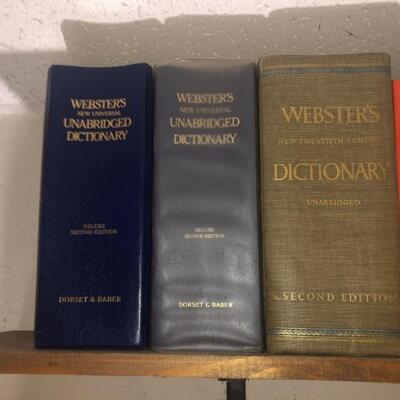 WEBSTER'S
NEW UNIVERSAL
UNABRIDGED
DICTIONARY
DELUXE
SECOND EDITION
DORSET & BABER
WEBSTER'S
NEW UNIVERSAL
UNABRIDGED
DICTIONARY
DELUXE
SECOND EDITION
DORSET & BABER
WEBSTER'S
NEW TWENTIETH CENTURY
DICTIONARY
UNABRIDGED
SECOND EDITION